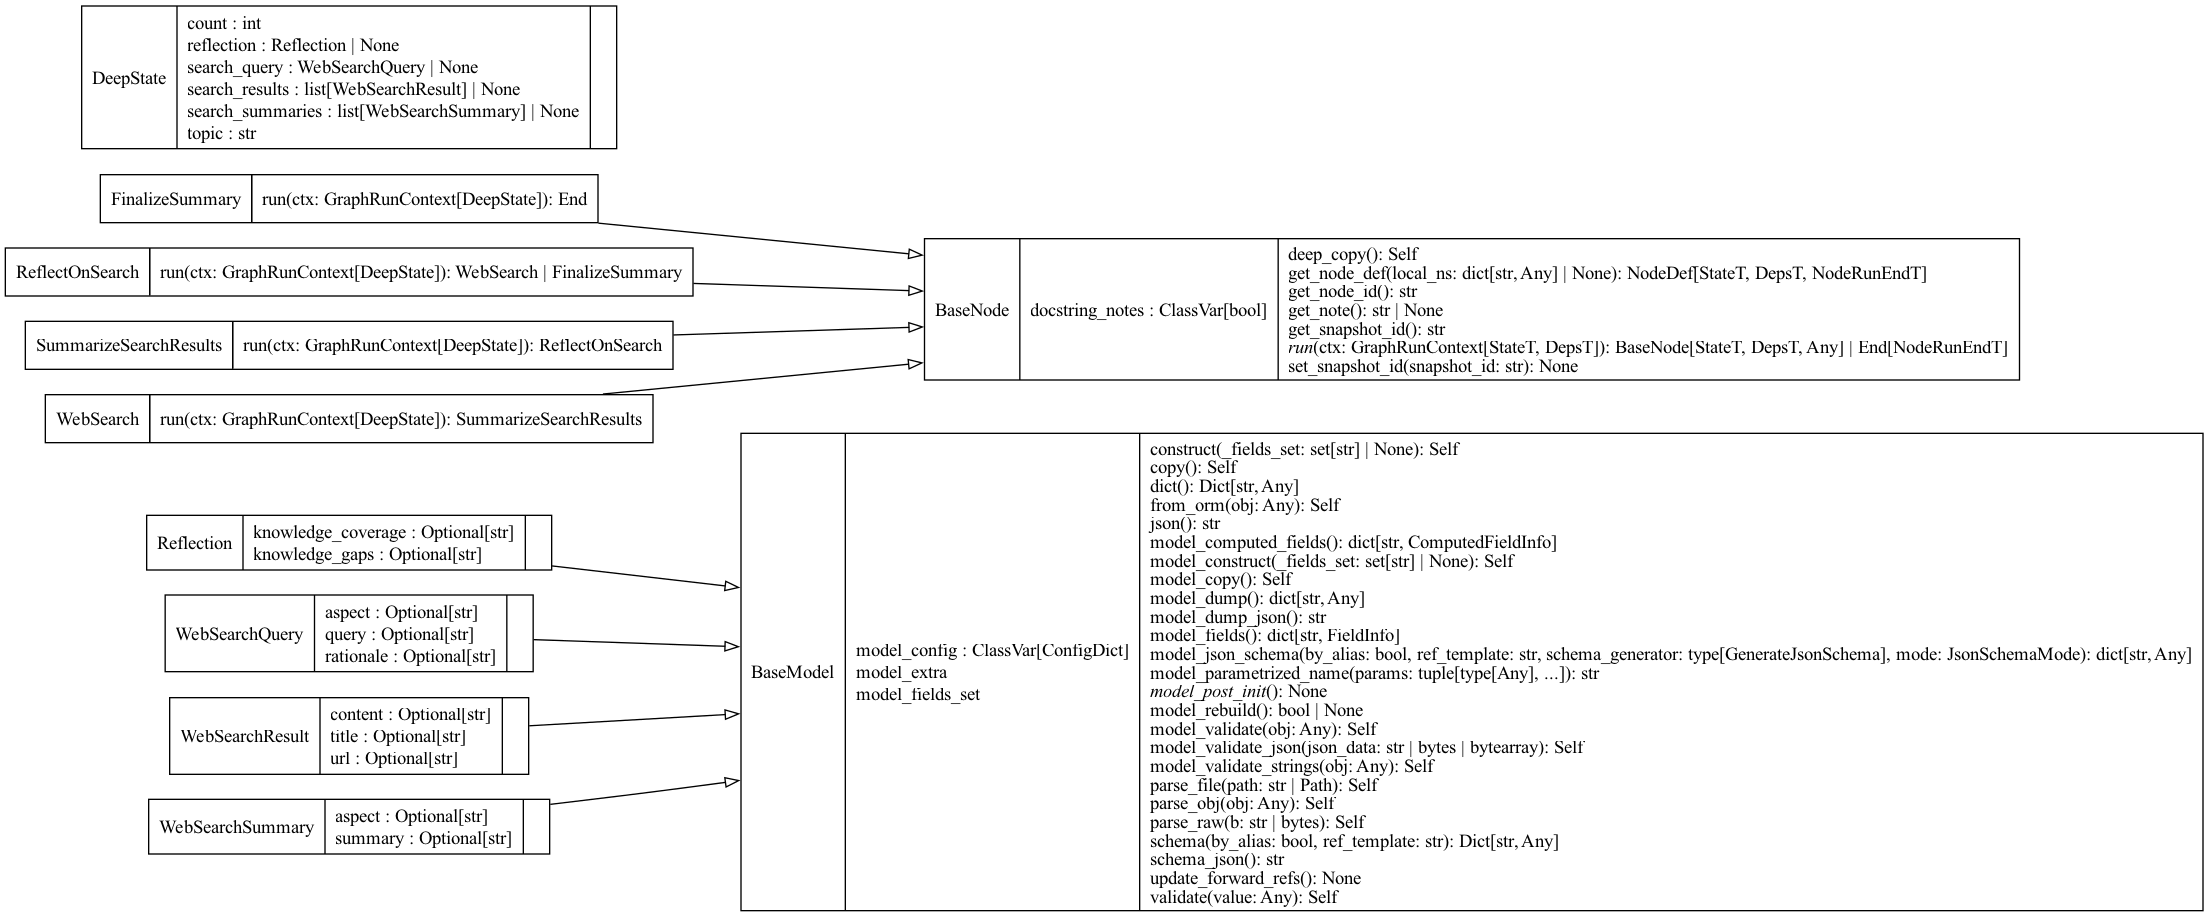 DeepState
count : int
reflection : Reflection | None
search_query : WebSearchQuery | None
search_results : list[WebSearchResult] | None
search_summaries : list[WebSearchSummary] | None
topic : str
FinalizeSummary
run(ctx: GraphRunContext[DeepState]): End
ReflectOnSearch
run(ctx: GraphRunContext[DeepState]): WebSearch | FinalizeSummary
SummarizeSearchResults
run(ctx: GraphRunContext[DeepState]): ReflectOnSearch
WebSearch
run(ctx: GraphRunContext[DeepState]): SummarizeSearchResults
BaseNode
docstring_notes : ClassVar[bool]
deep_copy(): Self
get_node_def(local_ns: dict[str, Any] | None): NodeDef[StateT, DepsT, NodeRunEndT]
get_node_id(): str
get_note(): str | None
get_snapshot_id(): str
run(ctx: GraphRunContext[StateT, DepsT]): BaseNode[StateT, DepsT, Any] | End[NodeRunEndT]
set_snapshot_id(snapshot_id: str): None
Reflection
knowledge_coverage : Optional[str]
knowledge_gaps : Optional[str]
WebSearchQuery
aspect : Optional[str]
query : Optional[str]
rationale : Optional[str]
WebSearchResult
content : Optional[str]
title : Optional[str]
url : Optional[str]
WebSearchSummary
aspect : Optional[str]
summary : Optional[str]
BaseModel
model_config : ClassVar[ConfigDict]
model_extra
model_fields_set
construct(_fields_set: set[str] | None): Self
copy(): Self
dict(): Dict[str, Any]
from_orm(obj: Any): Self
json(): str
model_computed_fields(): dict[str, ComputedFieldInfo]
model_construct(_fields_set: set[str] | None): Self
model_copy(): Self
model_dump(): dict[str, Any]
model_dump_json(): str
model_fields(): dict[str, FieldInfo]
model_json_schema(by_alias: bool, ref_template: str, schema_generator: type[GenerateJsonSchema], mode: JsonSchemaMode): dict[str, Any]
model_parametrized_name(params: tuple[type[Any], ...]): str
model_post_init(): None
model_rebuild(): bool | None
model_validate(obj: Any): Self
model_validate_json(json_data: str | bytes | bytearray): Self
model_validate_strings(obj: Any): Self
parse_file(path: str | Path): Self
parse_obj(obj: Any): Self
parse_raw(b: str | bytes): Self
schema(by_alias: bool, ref_template: str): Dict[str, Any]
schema_json(): str
update_forward_refs(): None
validate(value: Any): Self